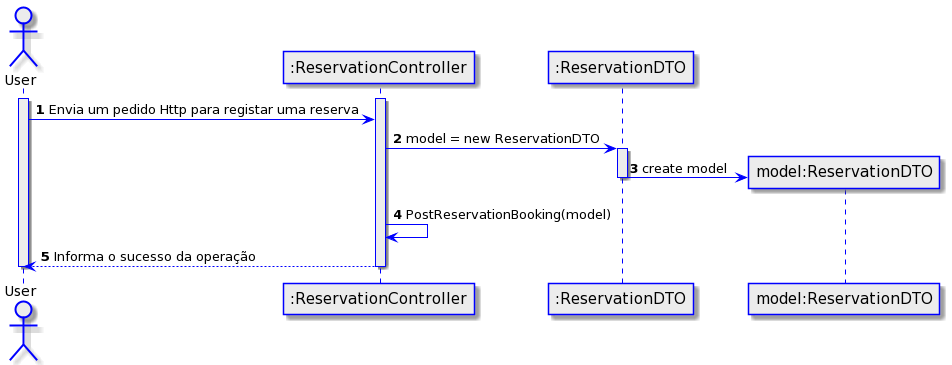 User
:ReservationController
:ReservationDTO
1 Envia um pedido Http para registar uma reserva
2 model = new ReservationDTO
3 create model
model:ReservationDTO
4 PostReservationBooking(model)
5 Informa o sucesso da operação
User
:ReservationController
:ReservationDTO
model:ReservationDTO